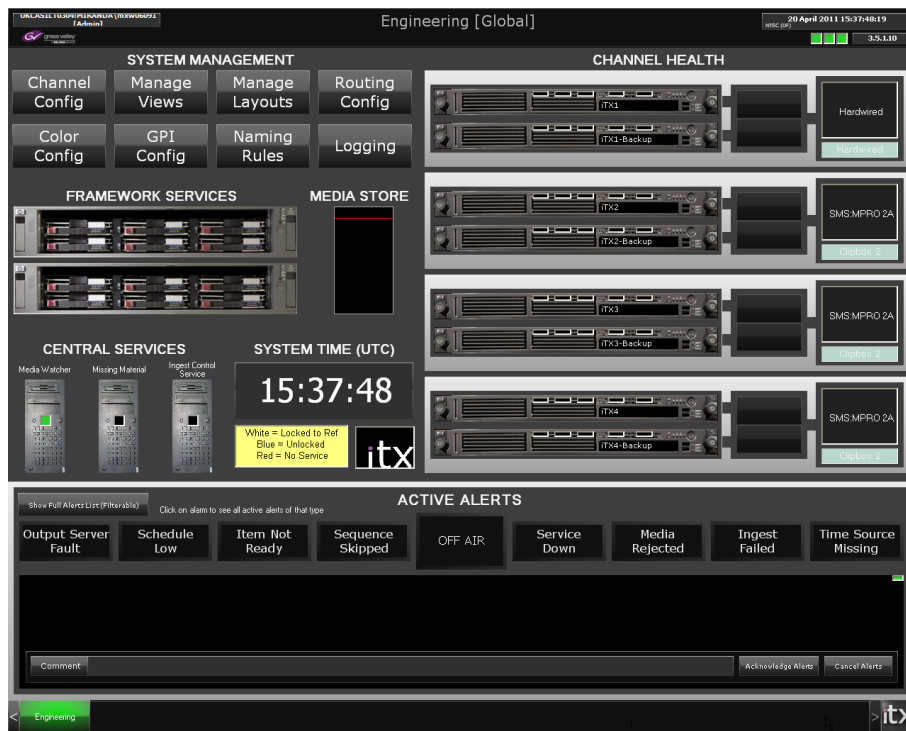 UKCASILT0304:MIRANDA\mxw06091
[Admin]
grass valley
Engineering [Global]
20 April 2011 15:37:48:19
NTSC (DF)
3.5.1.10
SYSTEM MANAGEMENT
Channel
Config
Manage
Views
Manage
Layouts
Routing
Config
Color
Config
GPI
Config
Naming
Rules
Logging
FRAMEWORK SERVICES
MEDIA STORE
CENTRAL SERVICES
Media Watcher
Missing Material
Ingest Control
Service
SYSTEM TIME (UTC)
15:37:48
White = Locked to Ref
Blue = Unlocked
Red = No Service
itx
CHANNEL HEALTH
iTX1
iTX1-Backup
Hardwired
Hardwired
iTX2
iTX2-Backup
SMS:MPRO 2A
Clipbox 2
iTX3
iTX3-Backup
SMS:MPRO 2A
Clipbox 2
iTX4
iTX4-Backup
SMS:MPRO 2A
Clipbox 2
Show Full Alerts List (Filterable)
Click on alarm to see all active alerts of that type
ACTIVE ALERTS
Output Server
Fault
Schedule
Low
Item Not
Ready
Sequence
Skipped
OFF AIR
Service
Down
Media
Rejected
Ingest
Failed
Time Source
Missing
Comment
Acknowledge Alerts
Cancel Alerts
< Engineering
> itx